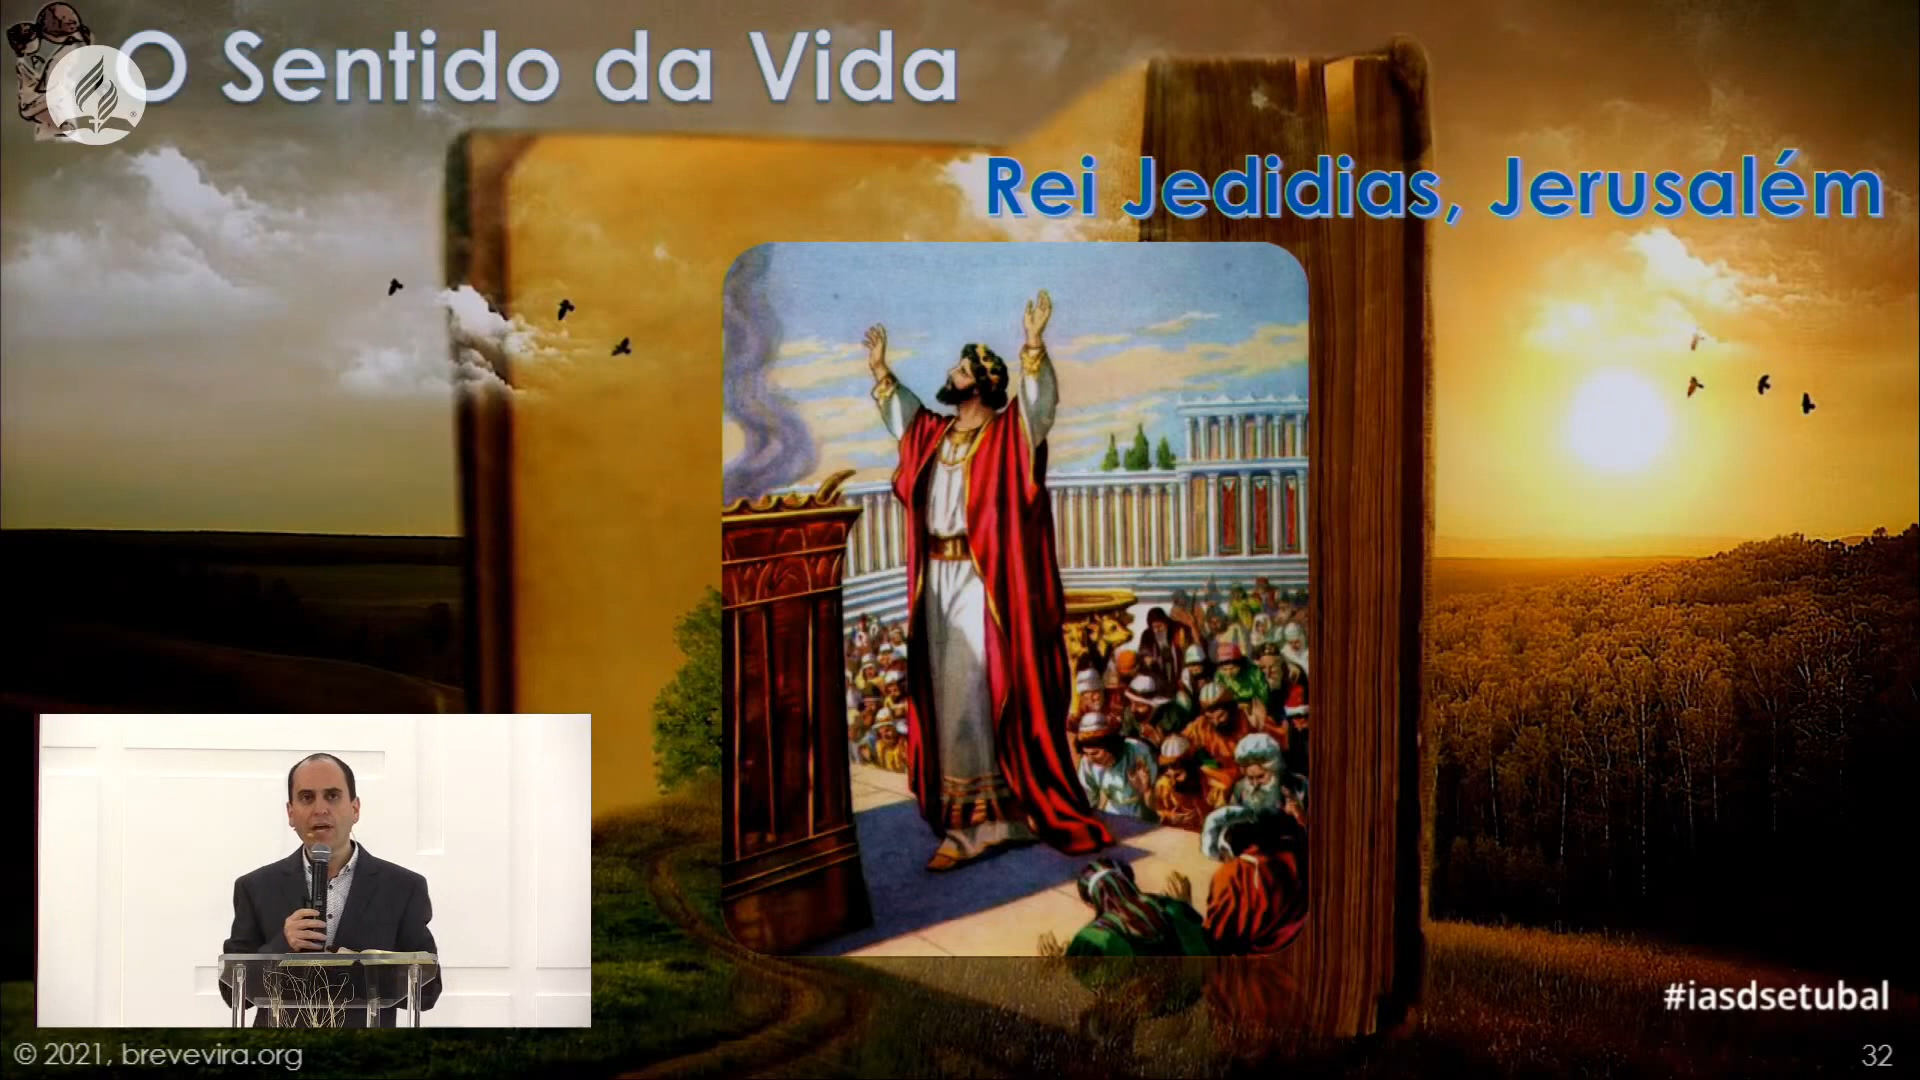 O Sentido da Vida
Rei Jedidias, Jerusalém
#iasdsetubal
© 2021, brevevira.org
32